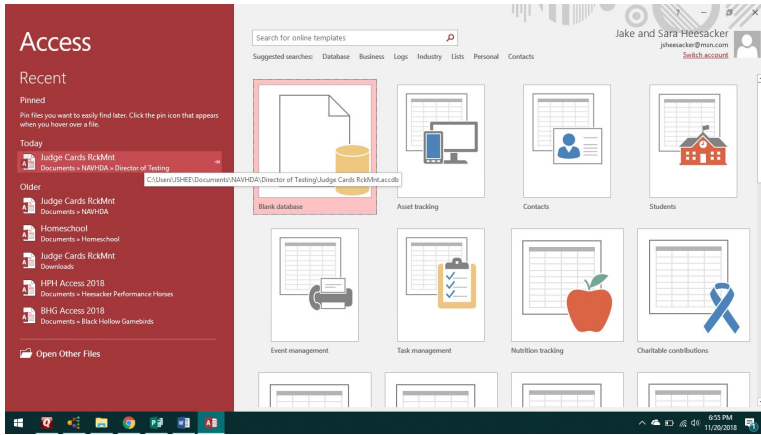 Access
Recent
Pinned
Pin files you want to easily find later. Click the pin icon that appears
when you hover over a file.
Today
Judge Cards RckMnt
Documents » NAVHDA » Director of Testing
C:\Users\JSHEE\Documents\NAVHDA\Director of Testing\Judge Cards RckMnt.accdb
Older
Judge Cards RckMnt
Documents » NAVHDA
Homeschool
Documents » Homeschool
Judge Cards RckMnt
Downloads
HPH Access 2018
Documents » Heesacker Performance Horses
BHG Access 2018
Documents » Black Hollow Gamebirds
Open Other Files
?
Jake and Sara Heesacker
jsheesacker@msn.com
Switch account
Search for online templates
Suggested searches: Database Business Logs Industry Lists Personal Contacts
Blank database
Asset tracking
Contacts
Students
Event management
Task management
Nutrition tracking
Charitable contributions
6:55 PM
11/20/2018